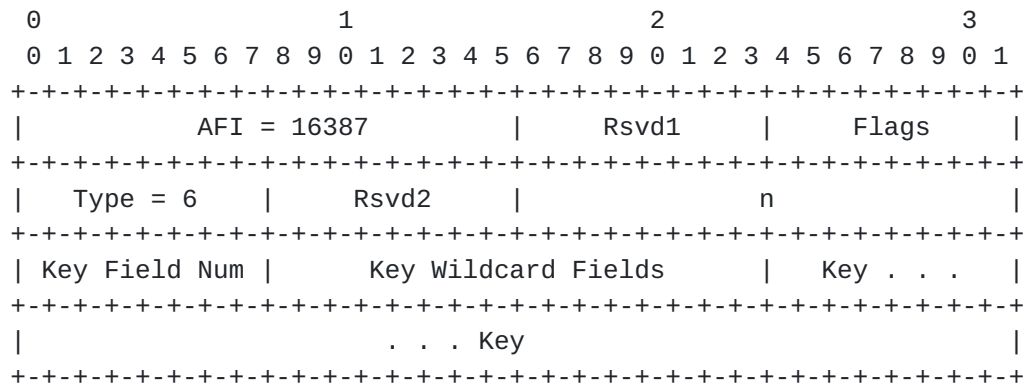 0                   1                   2                   3
 0 1 2 3 4 5 6 7 8 9 0 1 2 3 4 5 6 7 8 9 0 1 2 3 4 5 6 7 8 9 0 1
+-+-+-+-+-+-+-+-+-+-+-+-+-+-+-+-+-+-+-+-+-+-+-+-+-+-+-+-+-+-+-+-+
|           AFI = 16387         |     Rsvd1     |     Flags     |
+-+-+-+-+-+-+-+-+-+-+-+-+-+-+-+-+-+-+-+-+-+-+-+-+-+-+-+-+-+-+-+-+
|   Type = 6    |     Rsvd2     |               n               |
+-+-+-+-+-+-+-+-+-+-+-+-+-+-+-+-+-+-+-+-+-+-+-+-+-+-+-+-+-+-+-+-+
| Key Field Num |      Key Wildcard Fields      |   Key . . .   |
+-+-+-+-+-+-+-+-+-+-+-+-+-+-+-+-+-+-+-+-+-+-+-+-+-+-+-+-+-+-+-+-+
|                       . . . Key                               |
+-+-+-+-+-+-+-+-+-+-+-+-+-+-+-+-+-+-+-+-+-+-+-+-+-+-+-+-+-+-+-+-+